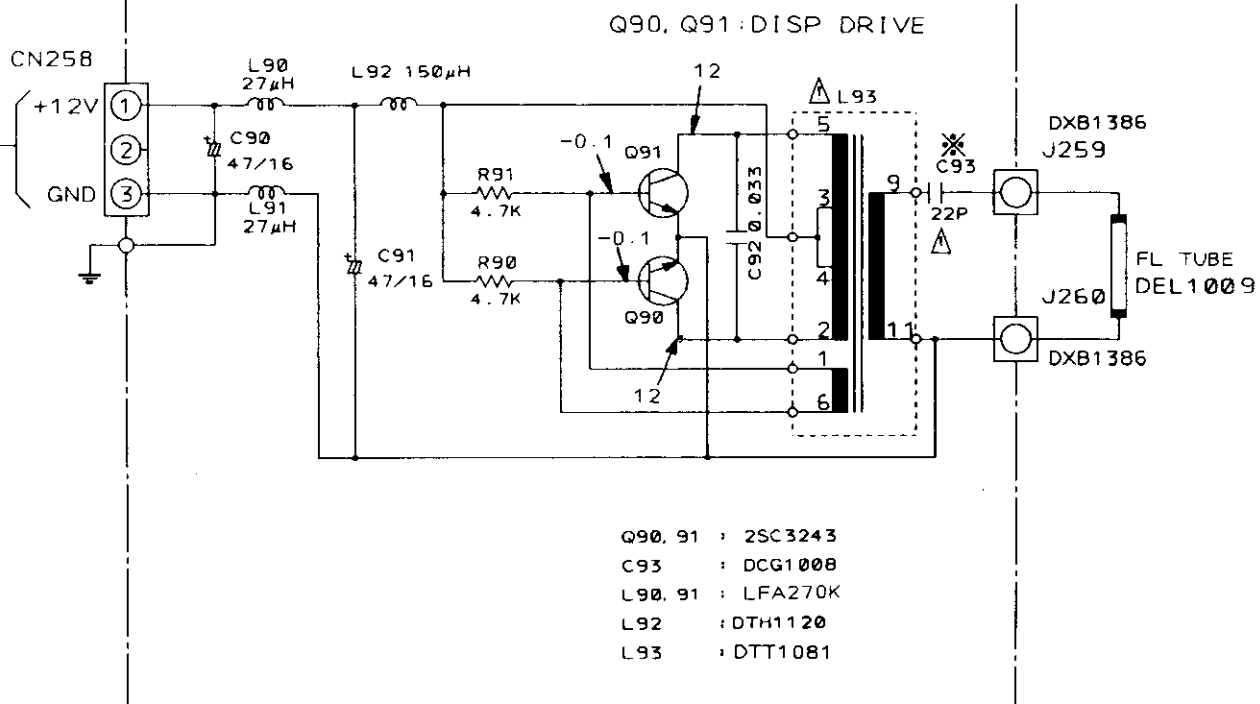 Q90, Q91 : DISP DRIVE
CN258
L90
27µH
L92 150µH
12
L93
+12V
1
C90
47/16
2
GND
3
L91
27µH
-0.1
Q91
R91
4.7K
C91
47/16
-0.1
R90
4.7K
Q90
12
C92 0.033
5
3
4
2
1
6
9
11
※
C93
22P
DXB1386
J259
FL TUBE
DEL1009
J260
DXB1386
Q90, 91 : 2SC3243
C93 : DCG1008
L90, 91 : LFA270K
L92 : DTH1120
L93 : DTT1081